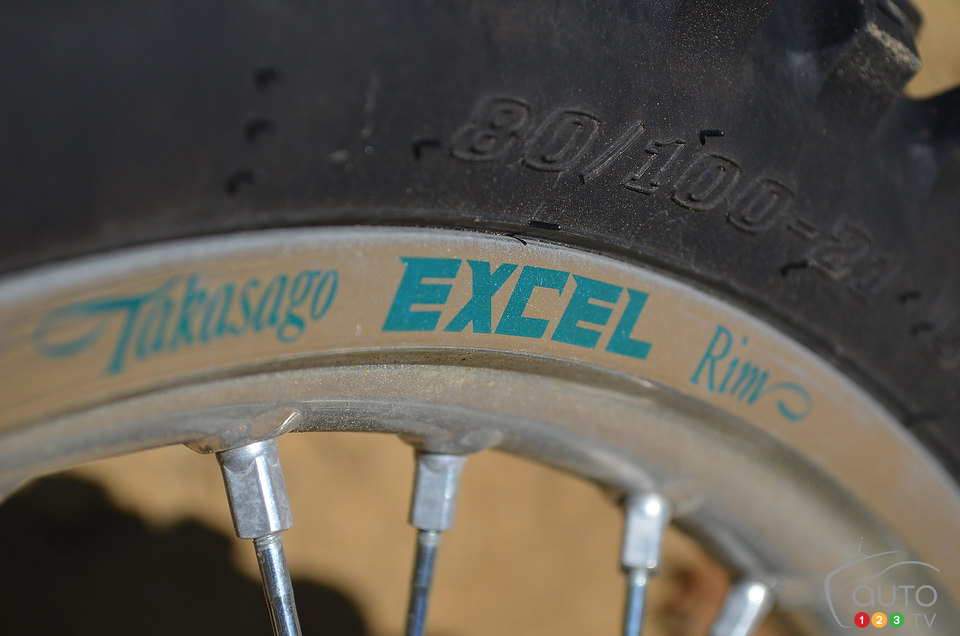 80/100-21
Takasago EXCEL Rim
AUTO
123.TV